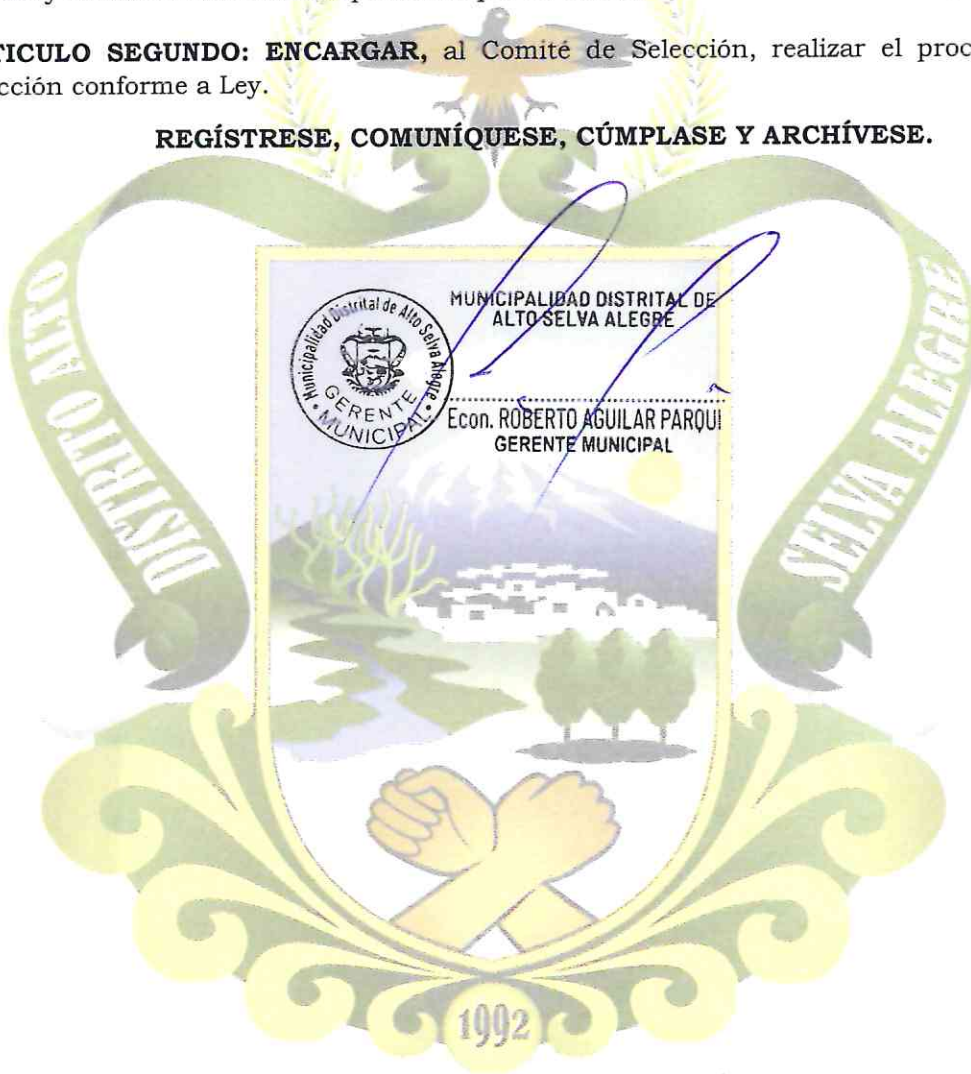 TICULO SEGUNDO: ENCARGAR, al Comité de Selección, realizar el proc
cción conforme a Ley.
REGÍSTRESE, COMUNÍQUESE, CÚMPLASE Y ARCHÍVESE.
DISTRITO ALTO
SELVA ALEGRE
Municipalidad Distrital de Alto Selva Alegre
GERENTE
MUNICIPAL
MUNICIPALIDAD DISTRITAL DE
ALTO SELVA ALEGRE
Econ. ROBERTO AGUILAR PARQUI
GERENTE MUNICIPAL
1992